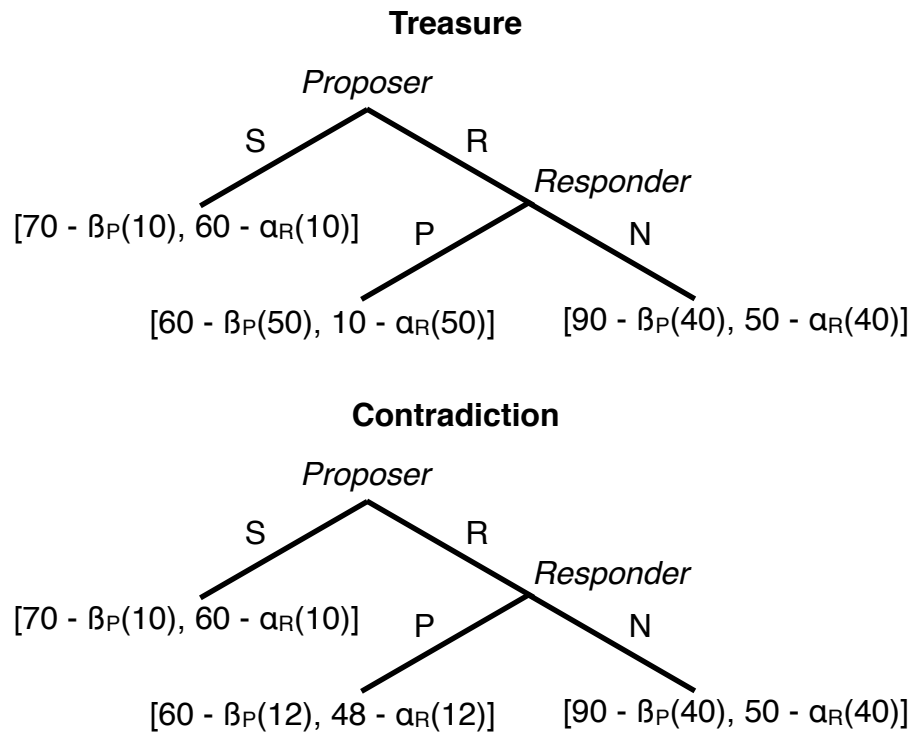 Treasure
Proposer
S R
Responder
[70 - ßP(10), 60 - αR(10)] P N
[60 - ßP(50), 10 - αR(50)] [90 - ßP(40), 50 - αR(40)]
Contradiction
Proposer
S R
Responder
[70 - ßP(10), 60 - αR(10)] P N
[60 - ßP(12), 48 - αR(12)] [90 - ßP(40), 50 - αR(40)]